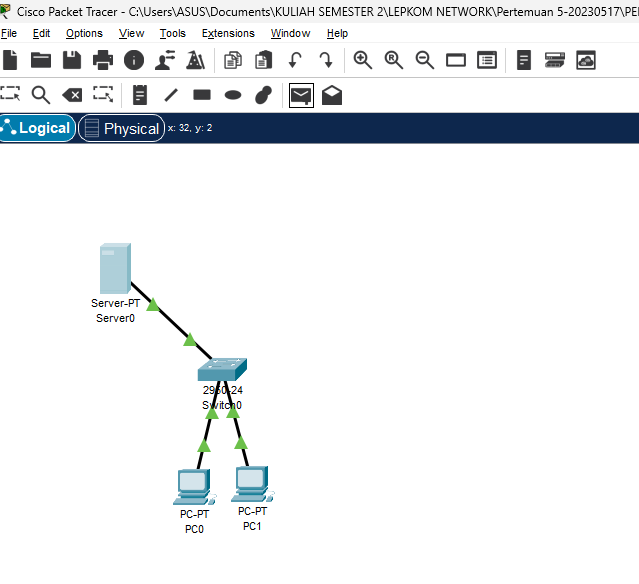 Cisco Packet Tracer - C:\Users\ASUS\Documents\KULIAH SEMESTER 2\LEPKOM NETWORK\Pertemuan 5-20230517\PE
File Edit Options View Tools Extensions Window Help
Logical Physical x: 32, y: 2
Server-PT
Server0
2960-24
Switch0
PC-PT
PC0
PC-PT
PC1